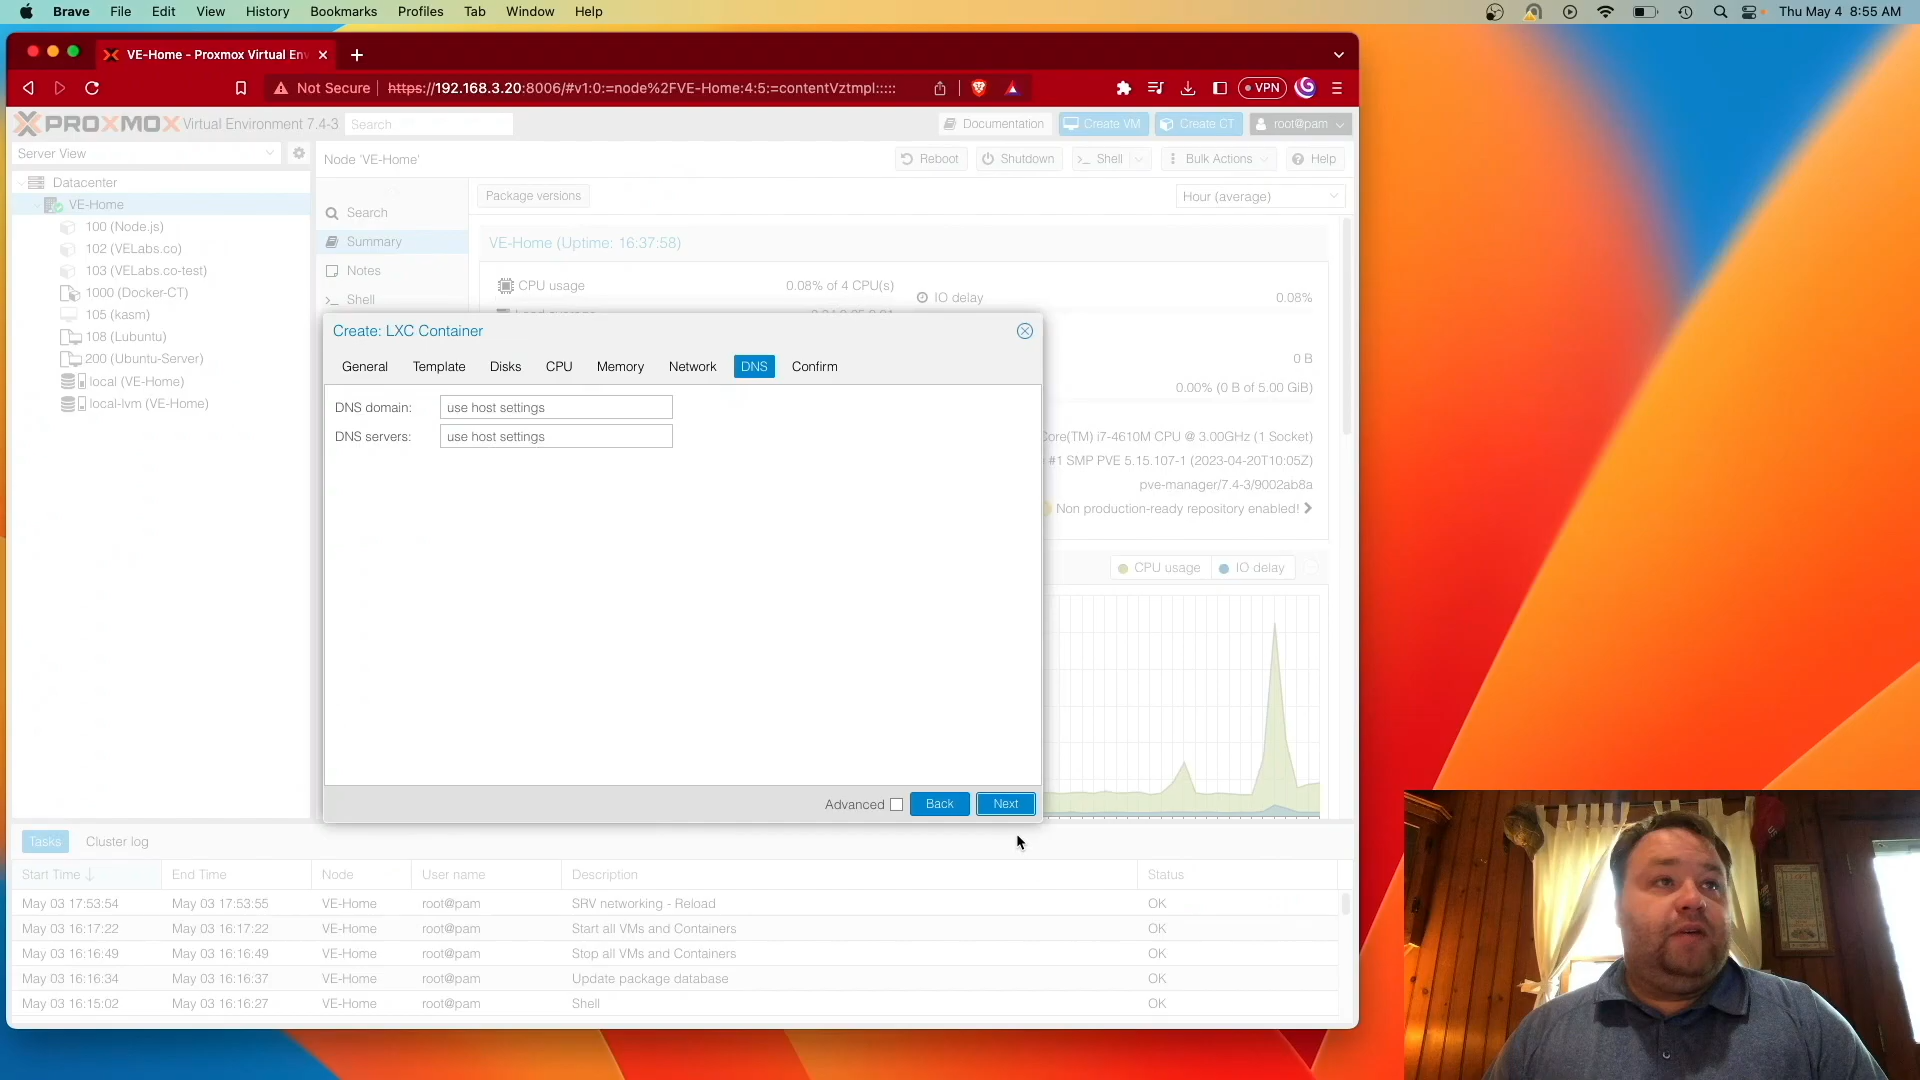 Brave File Edit View History Bookmarks Profiles Tab Window Help Thu May 4 8:55 AM
VE-Home - Proxmox Virtual En
Not Secure https://192.168.3.20:8006/#v1:0:=node%2FVE-Home:4:5:=contentVztmpl::::: VPN
PROXMOX Virtual Environment 7.4-3 Search Documentation Create VM Create CT root@pam
Server View
Node 'VE-Home' Reboot Shutdown Shell Bulk Actions Help
Datacenter
VE-Home
100 (Node.js)
102 (VELabs.co)
103 (VELabs.co-test)
1000 (Docker-CT)
105 (kasm)
108 (Lubuntu)
200 (Ubuntu-Server)
local (VE-Home)
local-lvm (VE-Home)
Search
Summary
Notes
Shell
Package versions Hour (average)
VE-Home (Uptime: 16:37:58)
CPU usage 0.08% of 4 CPU(s) IO delay 0.08%
0 B
0.00% (0 B of 5.00 GiB)
Core(TM) i7-4610M CPU @ 3.00GHz (1 Socket)
#1 SMP PVE 5.15.107-1 (2023-04-20T10:05Z)
pve-manager/7.4-3/9002ab8a
Non production-ready repository enabled!
CPU usage IO delay
Create: LXC Container
General Template Disks CPU Memory Network DNS Confirm
DNS domain: use host settings
DNS servers: use host settings
Advanced Back Next
Tasks Cluster log
Start Time End Time Node User name Description Status
May 03 17:53:54 May 03 17:53:55 VE-Home root@pam SRV networking - Reload OK
May 03 16:17:22 May 03 16:17:22 VE-Home root@pam Start all VMs and Containers OK
May 03 16:16:49 May 03 16:16:49 VE-Home root@pam Stop all VMs and Containers OK
May 03 16:16:34 May 03 16:16:37 VE-Home root@pam Update package database OK
May 03 16:15:02 May 03 16:16:27 VE-Home root@pam Shell OK